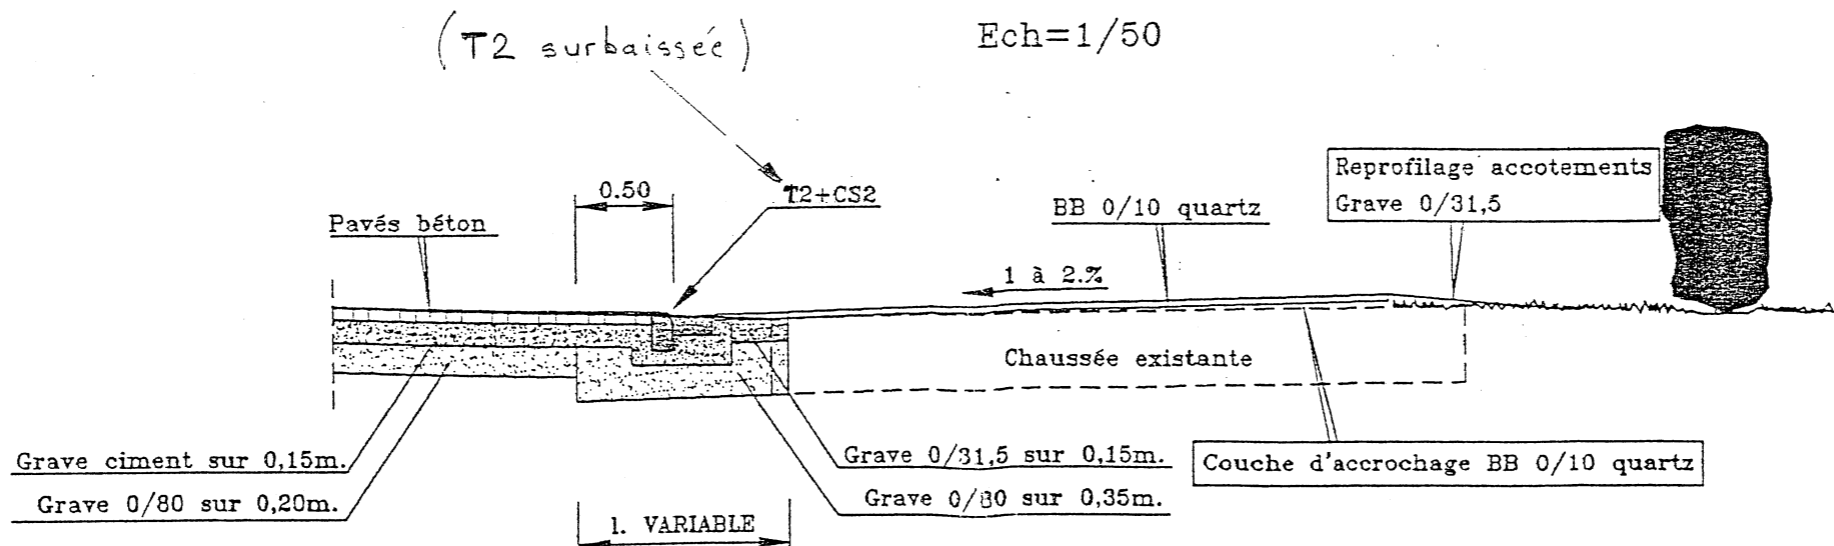 (T2 surbaissée)
Ech=1/50
0.50
T2+CS2
Pavés béton
BB 0/10 quartz
Reprofilage accotements
Grave 0/31,5
1 à 2.%
Chaussée existante
Grave ciment sur 0,15m.
Grave 0/80 sur 0,20m.
Grave 0/31,5 sur 0,15m.
Grave 0/80 sur 0,35m.
Couche d'accrochage BB 0/10 quartz
l. VARIABLE